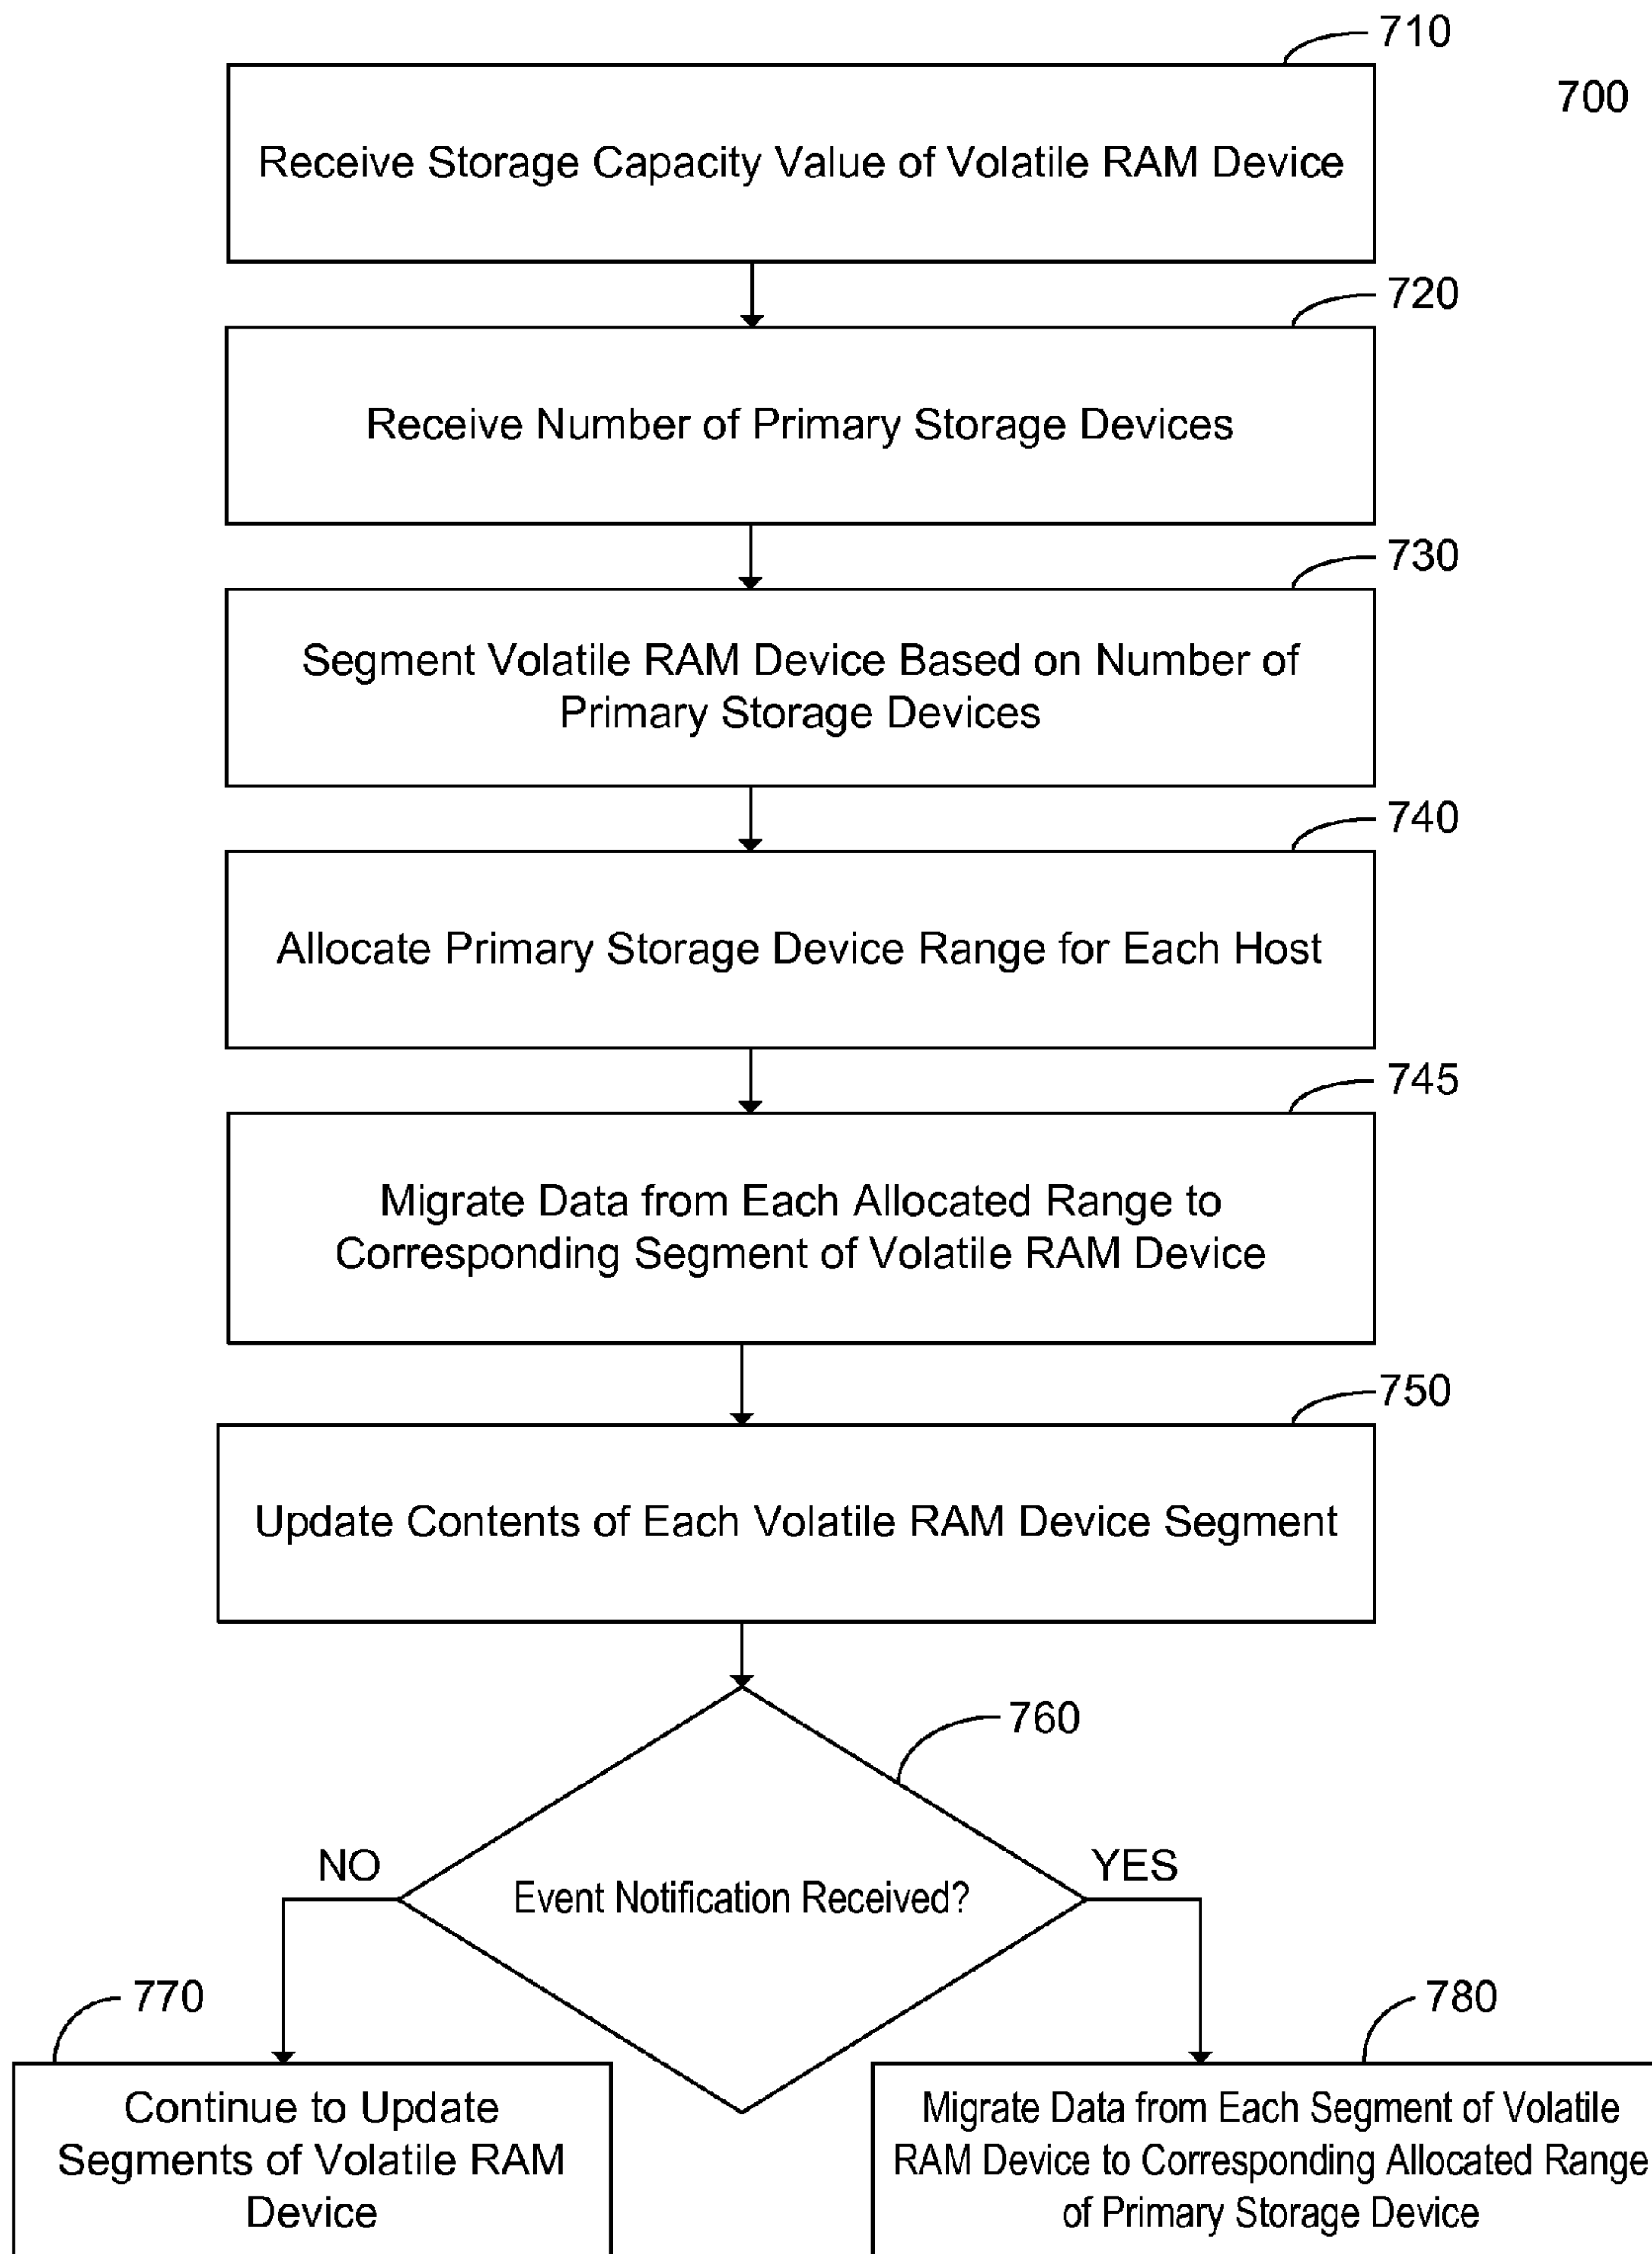 710
700
Receive Storage Capacity Value of Volatile RAM Device
720
Receive Number of Primary Storage Devices
730
Segment Volatile RAM Device Based on Number of
Primary Storage Devices
740
Allocate Primary Storage Device Range for Each Host
745
Migrate Data from Each Allocated Range to
Corresponding Segment of Volatile RAM Device
750
Update Contents of Each Volatile RAM Device Segment
760
NO
YES
Event Notification Received?
770
780
Continue to Update
Segments of Volatile RAM
Device
Migrate Data from Each Segment of Volatile
RAM Device to Corresponding Allocated Range
of Primary Storage Device